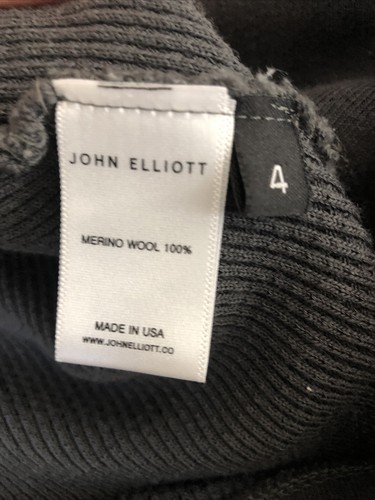 JOHN ELLIOTT
4
MERINO WOOL 100%
MADE IN USA
WWW.JOHNELLIOTT.CO